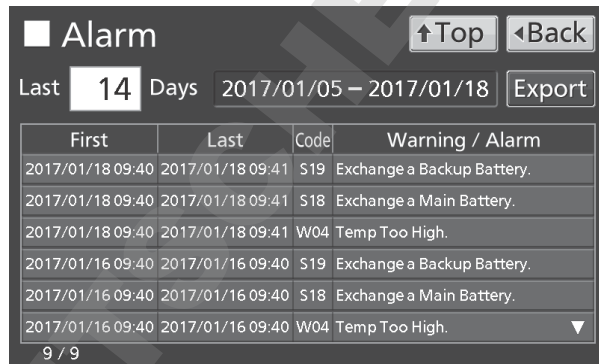 ■ Alarm ↑Top ◂Back
Last 14 Days 2017/01/05 – 2017/01/18 Export
First Last Code Warning / Alarm
2017/01/18 09:40 2017/01/18 09:41 S19 Exchange a Backup Battery.
2017/01/18 09:40 2017/01/18 09:41 S18 Exchange a Main Battery.
2017/01/18 09:40 2017/01/18 09:41 W04 Temp Too High.
2017/01/16 09:40 2017/01/16 09:40 S19 Exchange a Backup Battery.
2017/01/16 09:40 2017/01/16 09:40 S18 Exchange a Main Battery.
2017/01/16 09:40 2017/01/16 09:40 W04 Temp Too High. ▼
9 / 9